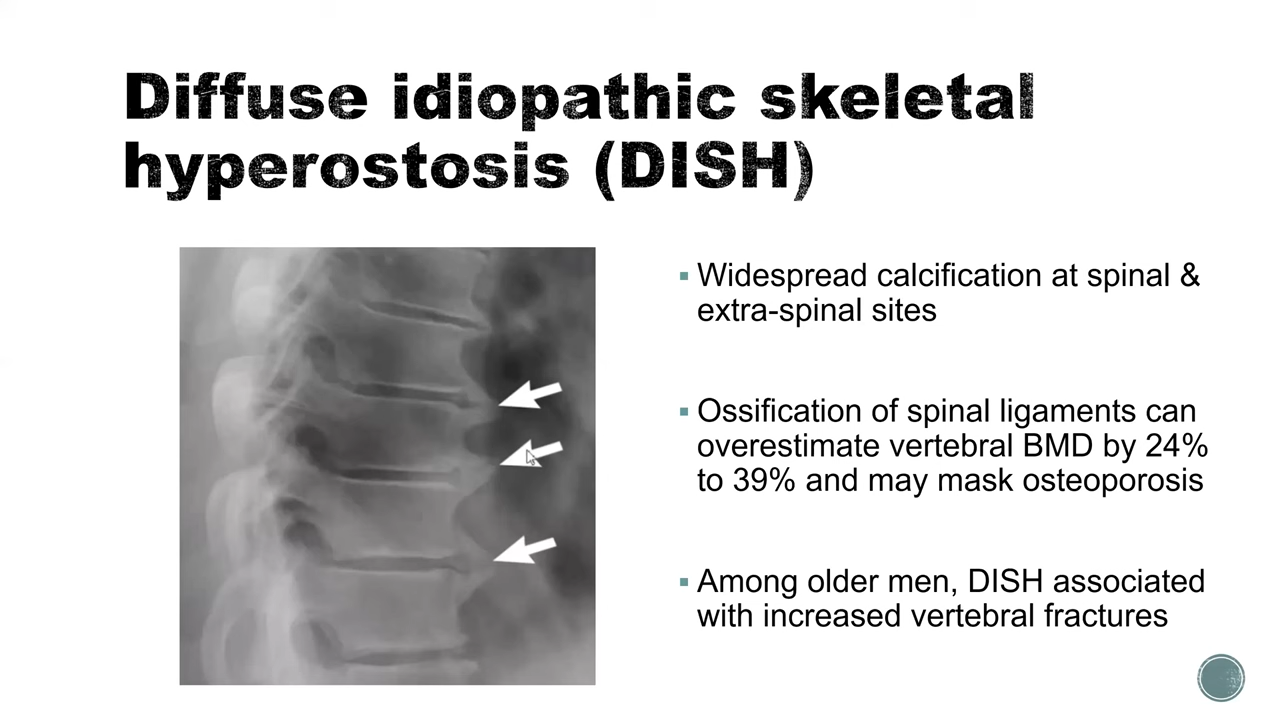 Diffuse idiopathic skeletal
hyperostosis (DISH)
▪ Widespread calcification at spinal &
extra-spinal sites
▪ Ossification of spinal ligaments can
overestimate vertebral BMD by 24%
to 39% and may mask osteoporosis
▪ Among older men, DISH associated
with increased vertebral fractures